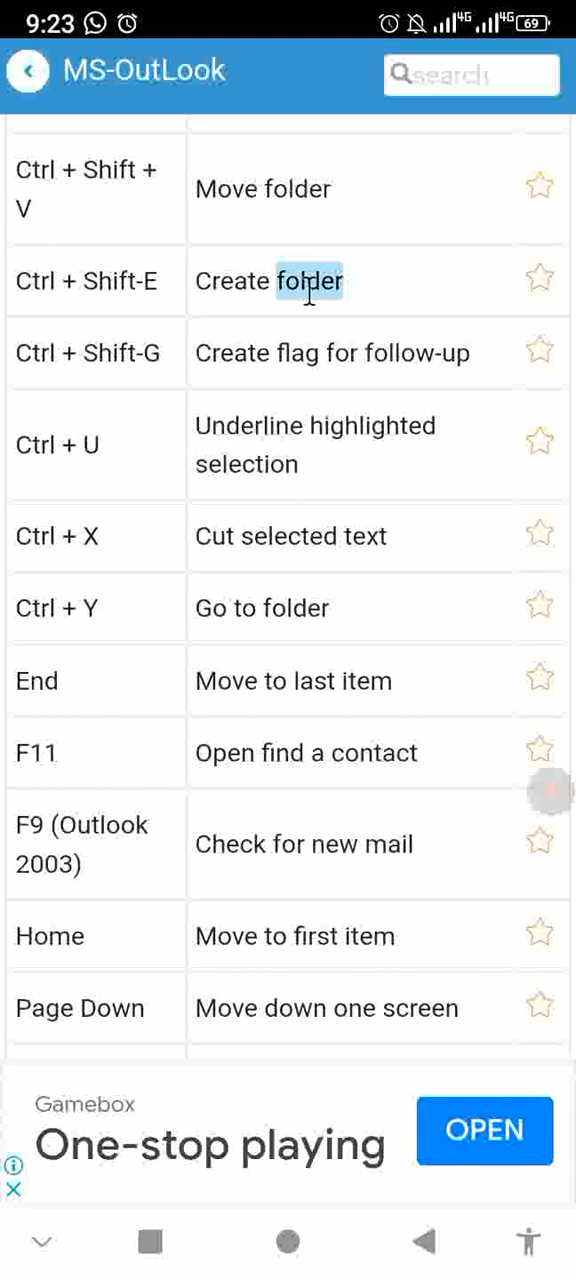 9:23 4G 4G 69
MS-OutLook search
Ctrl + Shift +
V
Move folder
Ctrl + Shift-E Create folder
Ctrl + Shift-G Create flag for follow-up
Ctrl + U
Underline highlighted
selection
Ctrl + X Cut selected text
Ctrl + Y Go to folder
End Move to last item
F11 Open find a contact
F9 (Outlook
2003)
Check for new mail
Home Move to first item
Page Down Move down one screen
Gamebox
One-stop playing
OPEN